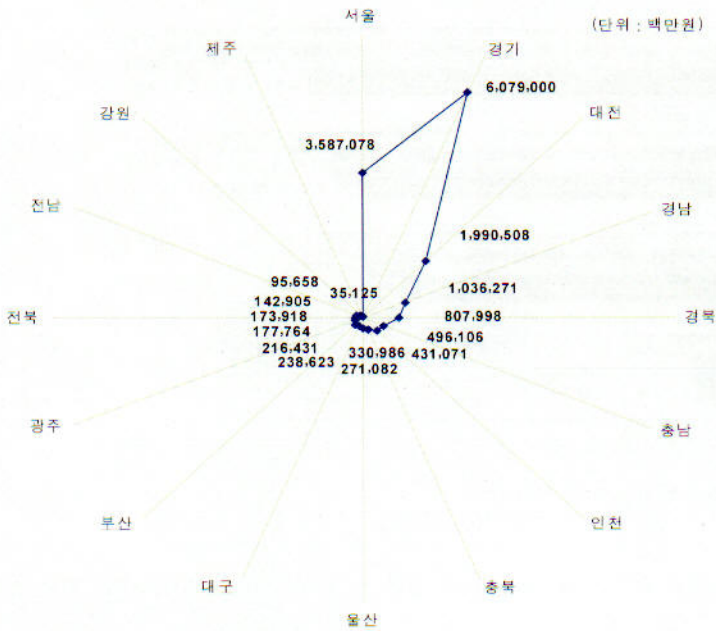 서울
(단위 : 백만원)
제주
경기
6,079,000
강원
대전
3,587,078
전남
경남
1,990,508
95,658
35,125
1,036,271
142,905
전북
173,918
807,998
경북
177,764
496,106
216,431
330,986
431,071
238,623
271,082
광주
충남
부산
인천
대구
충북
울산